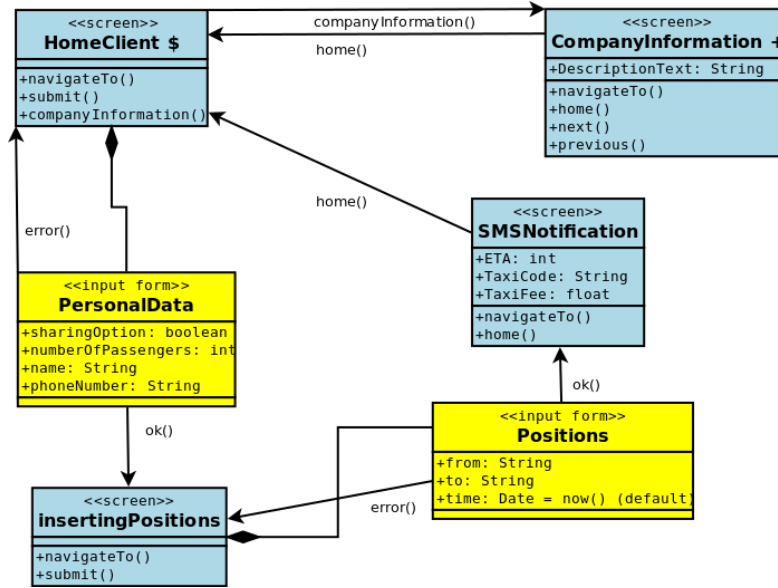 <<screen>>
HomeClient $
+navigateTo()
+submit()
+companyInformation()
companyInformation()
home()
<<screen>>
CompanyInformation +
+DescriptionText: String
+navigateTo()
+home()
+next()
+previous()
home()
error()
<<screen>>
SMSNotification
+ETA: int
+TaxiCode: String
+TaxiFee: float
+navigateTo()
+home()
<<input form>>
PersonalData
+sharingOption: boolean
+numberOfPassengers: int
+name: String
+phoneNumber: String
ok()
ok()
<<input form>>
Positions
+from: String
+to: String
+time: Date = now() (default)
error()
<<screen>>
insertingPositions
+navigateTo()
+submit()